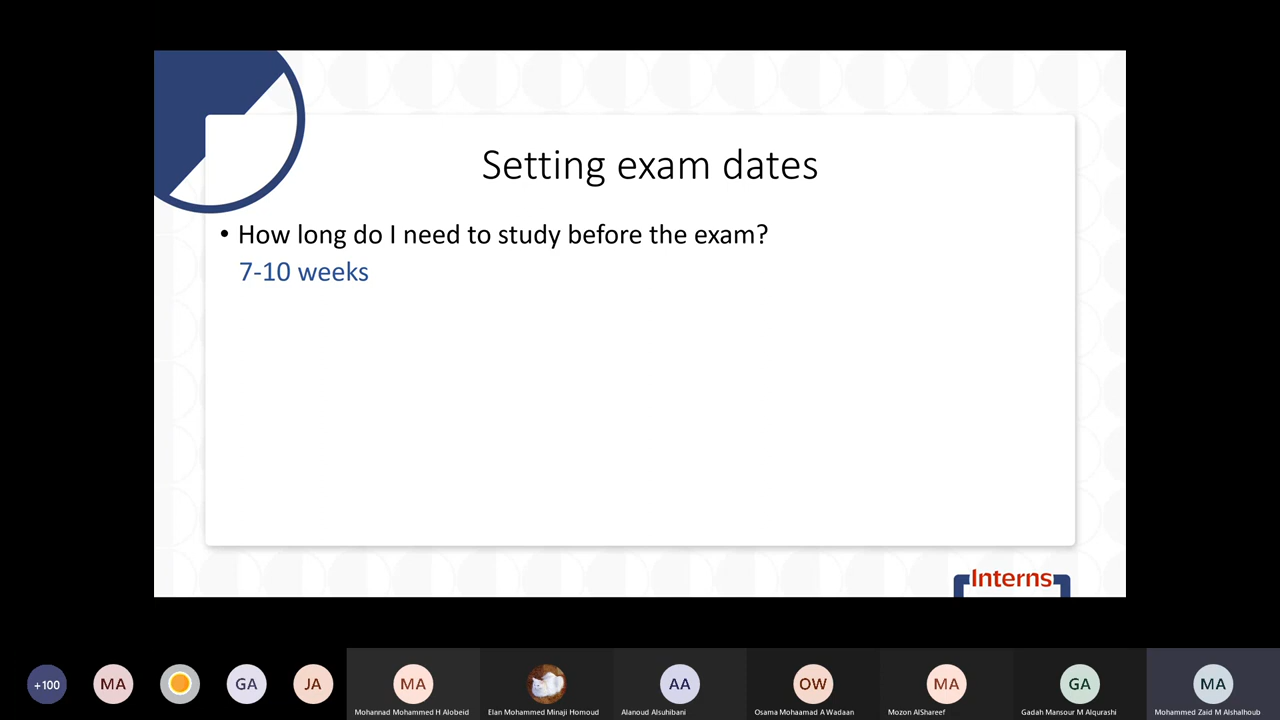 Setting exam dates
• How long do I need to study before the exam?
7-10 weeks
Interns
+100
MA
GA
JA
MA
AA
OW
MA
GA
MA
Mohannad Mohammed H Alobeid
Elan Mohammed Minaji Homoud
Alanoud Alsuhibani
Osama Mohaamad A Wadaan
Mozon AlShareef
Gadah Mansour M Alqurashi
Mohammed Zaid M Alshalhoub